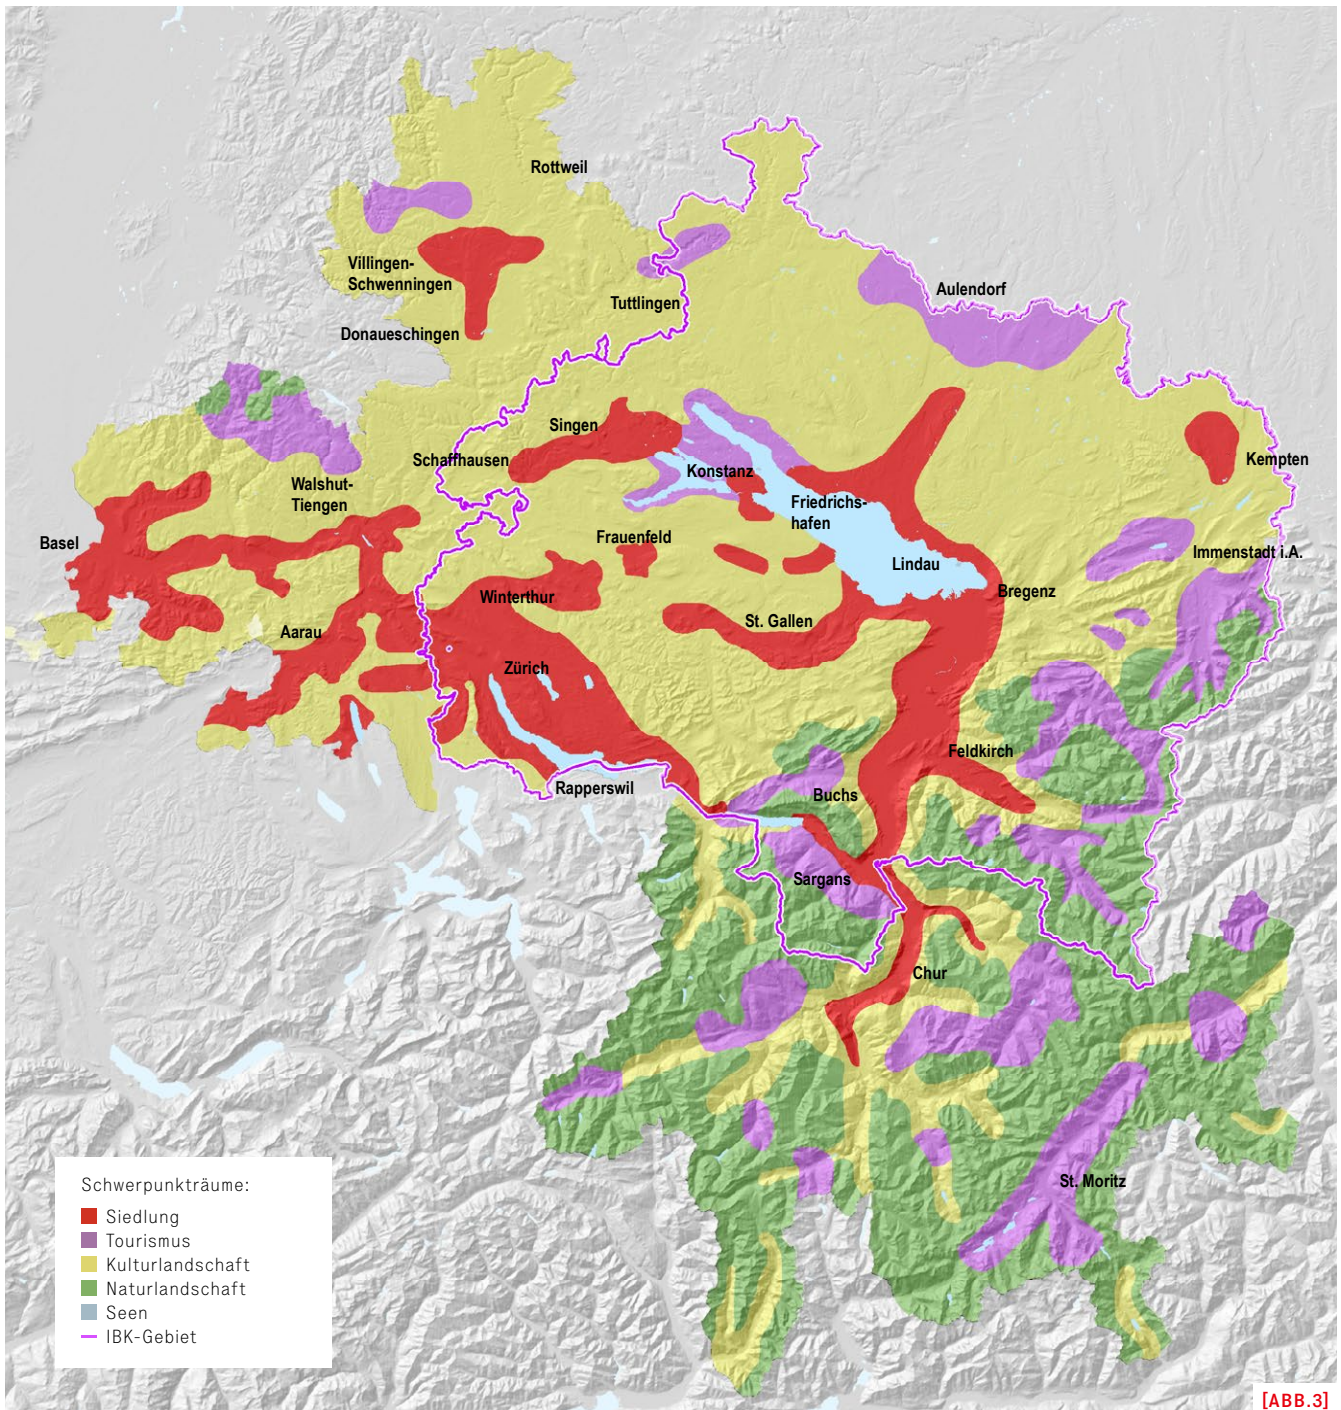 Rottweil
Villingen-
Schwenningen
Tuttlingen
Aulendorf
Donaueschingen
Singen
Schaffhausen
Konstanz
Kempten
Walshut-
Tiengen
Friedrichs-
hafen
Basel
Frauenfeld
Immenstadt i.A.
Lindau
Bregenz
Winterthur
St. Gallen
Aarau
Zürich
Feldkirch
Rapperswil
Buchs
Sargans
Chur
St. Moritz
Schwerpunkträume:
Siedlung
Tourismus
Kulturlandschaft
Naturlandschaft
Seen
IBK-Gebiet
[ABB.3]